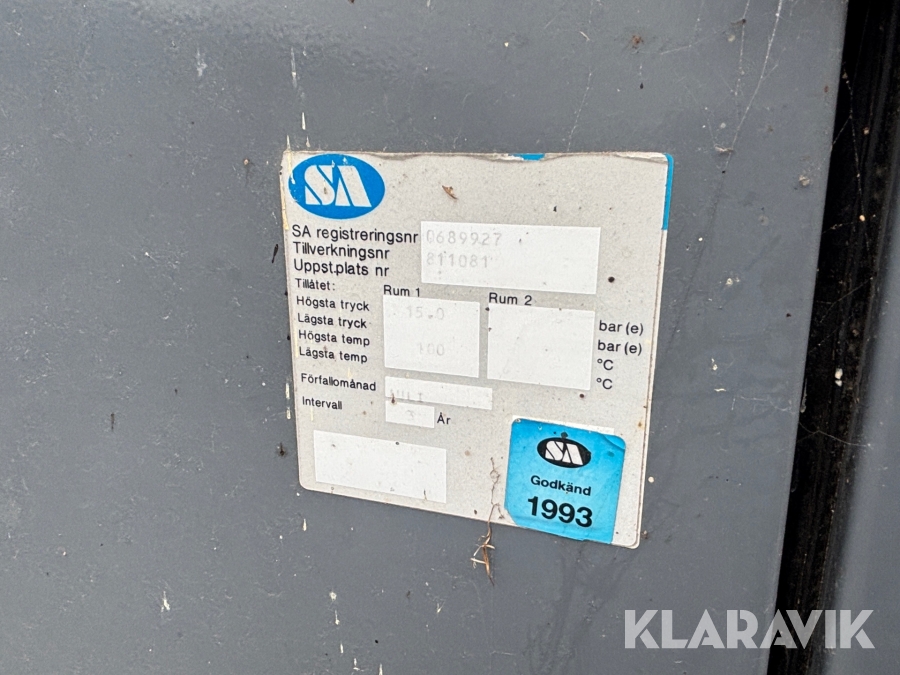 SA
SA registreringsnr 0689927
Tillverkningsnr 811081
Uppst.plats nr
Tillåtet: Rum 1 Rum 2
Högsta tryck 15.0 bar (e)
Lägsta tryck bar (e)
Högsta temp 100 °C
Lägsta temp °C
Förfallomånad
Intervall 3 År
SA
Godkänd
1993
KLARAVIK